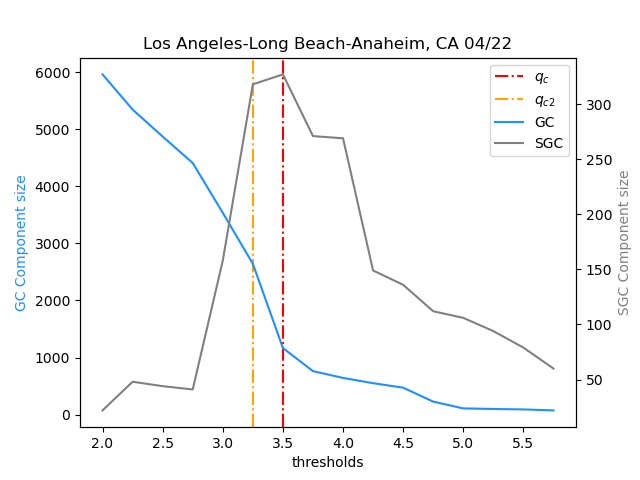 Los Angeles-Long Beach-Anaheim, CA 04/22
GC Component size
6000
5000
4000
3000
2000
1000
0
q_c
q_c2
GC
SGC
300
250
200
150
100
50
SGC Component size
2.0 2.5 3.0 3.5 4.0 4.5 5.0 5.5
thresholds